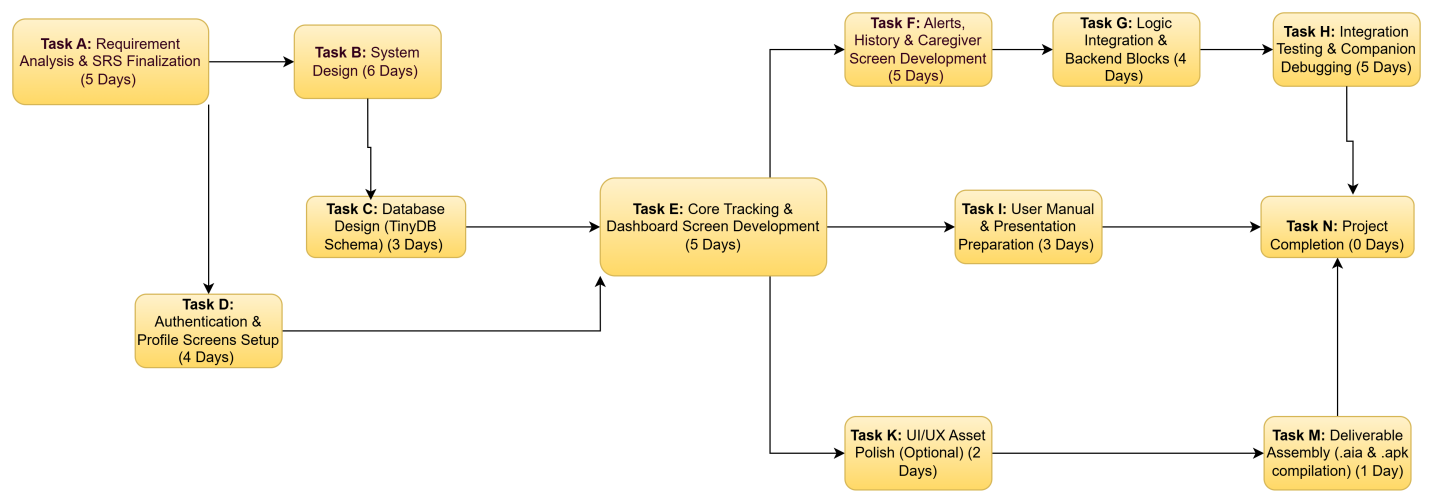 Task A: Requirement
Analysis & SRS Finalization
(5 Days)
Task B: System
Design (6 Days)
Task F: Alerts,
History & Caregiver
Screen Development
(5 Days)
Task G: Logic
Integration &
Backend Blocks (4
Days)
Task H: Integration
Testing & Companion
Debugging (5 Days)
Task C: Database
Design (TinyDB
Schema) (3 Days)
Task E: Core Tracking &
Dashboard Screen Development
(5 Days)
Task I: User Manual
& Presentation
Preparation (3 Days)
Task N: Project
Completion (0 Days)
Task D:
Authentication &
Profile Screens Setup
(4 Days)
Task K: UI/UX Asset
Polish (Optional) (2
Days)
Task M: Deliverable
Assembly (.aia & .apk
compilation) (1 Day)